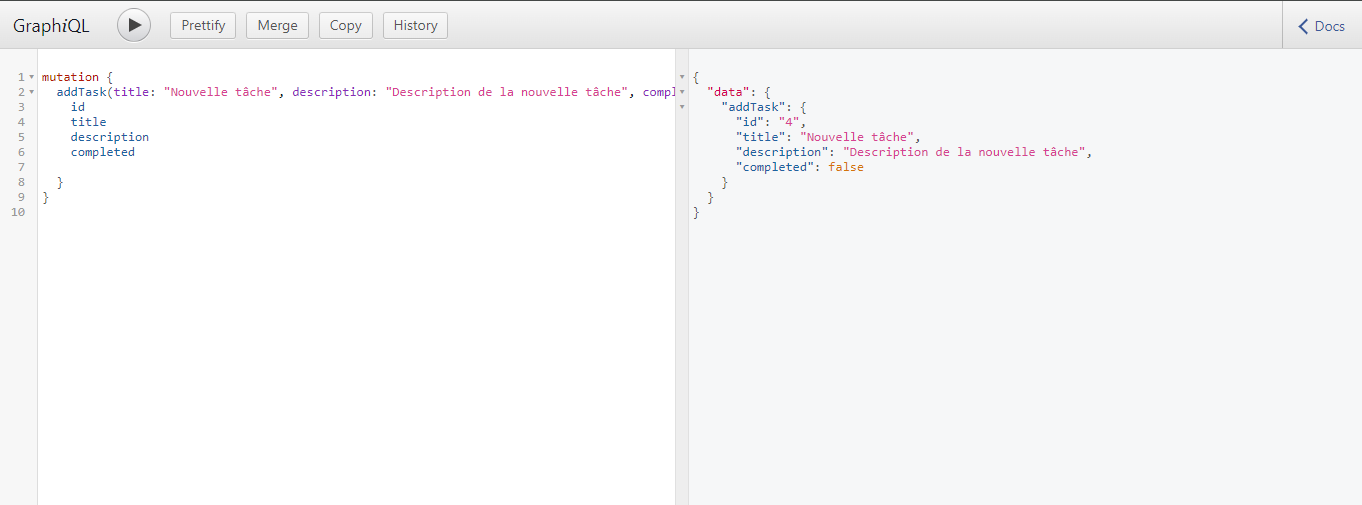 GraphiQL Prettify Merge Copy History Docs
1 mutation {
2 addTask(title: "Nouvelle tâche", description: "Description de la nouvelle tâche", compl
3 id
4 title
5 description
6 completed
7
8 }
9 }
10
{
"data": {
"addTask": {
"id": "4",
"title": "Nouvelle tâche",
"description": "Description de la nouvelle tâche",
"completed": false
}
}
}